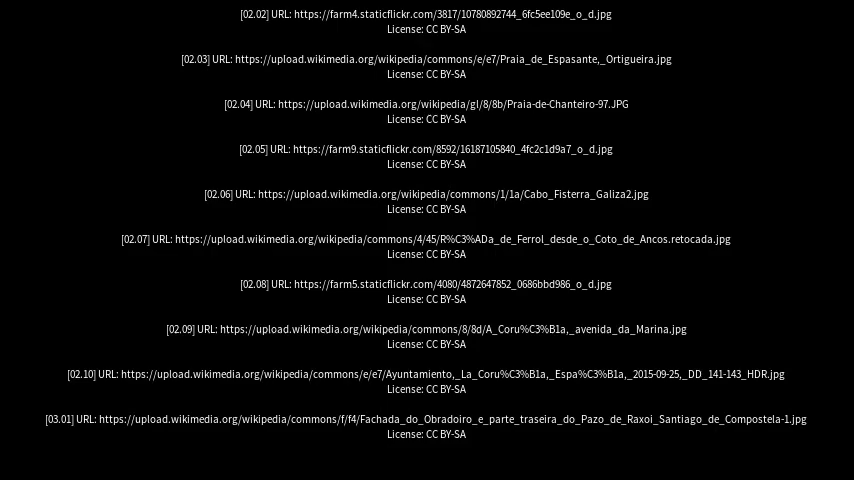 [02.02] URL: https://farm4.staticflickr.com/3817/10780892744_6fc5ee109e_o_d.jpg
License: CC BY-SA
[02.03] URL: https://upload.wikimedia.org/wikipedia/commons/e/e7/Praia_de_Espasante,_Ortigueira.jpg
License: CC BY-SA
[02.04] URL: https://upload.wikimedia.org/wikipedia/gl/8/8b/Praia-de-Chanteiro-97.JPG
License: CC BY-SA
[02.05] URL: https://farm9.staticflickr.com/8592/16187105840_4fc2c1d9a7_o_d.jpg
License: CC BY-SA
[02.06] URL: https://upload.wikimedia.org/wikipedia/commons/1/1a/Cabo_Fisterra_Galiza2.jpg
License: CC BY-SA
[02.07] URL: https://upload.wikimedia.org/wikipedia/commons/4/45/R%C3%ADa_de_Ferrol_desde_o_Coto_de_Ancos.retocada.jpg
License: CC BY-SA
[02.08] URL: https://farm5.staticflickr.com/4080/4872647852_0686bbd986_o_d.jpg
License: CC BY-SA
[02.09] URL: https://upload.wikimedia.org/wikipedia/commons/8/8d/A_Coru%C3%B1a,_avenida_da_Marina.jpg
License: CC BY-SA
[02.10] URL: https://upload.wikimedia.org/wikipedia/commons/e/e7/Ayuntamiento,_La_Coru%C3%B1a,_Espa%C3%B1a,_2015-09-25,_DD_141-143_HDR.jpg
License: CC BY-SA
[03.01] URL: https://upload.wikimedia.org/wikipedia/commons/f/f4/Fachada_do_Obradoiro_e_parte_traseira_do_Pazo_de_Raxoi_Santiago_de_Compostela-1.jpg
License: CC BY-SA